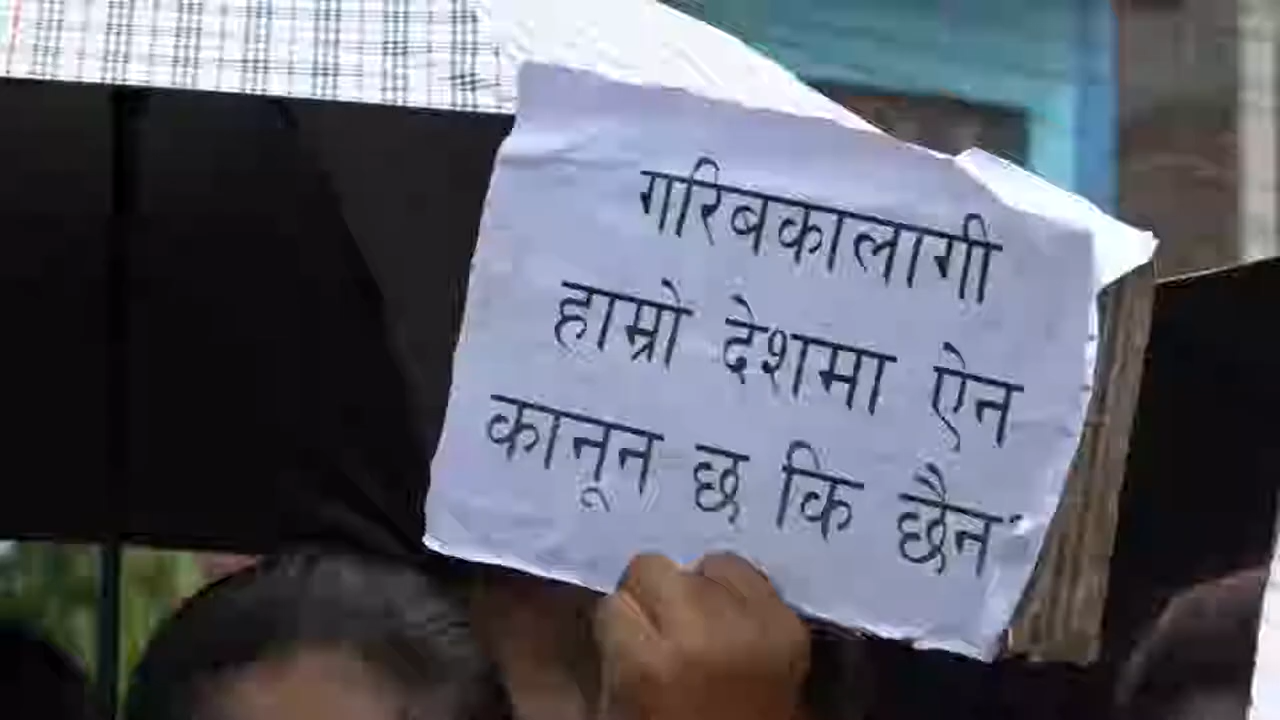 गरिबकालागी
हाम्रो देशमा ऐन
कानून छ कि छैन